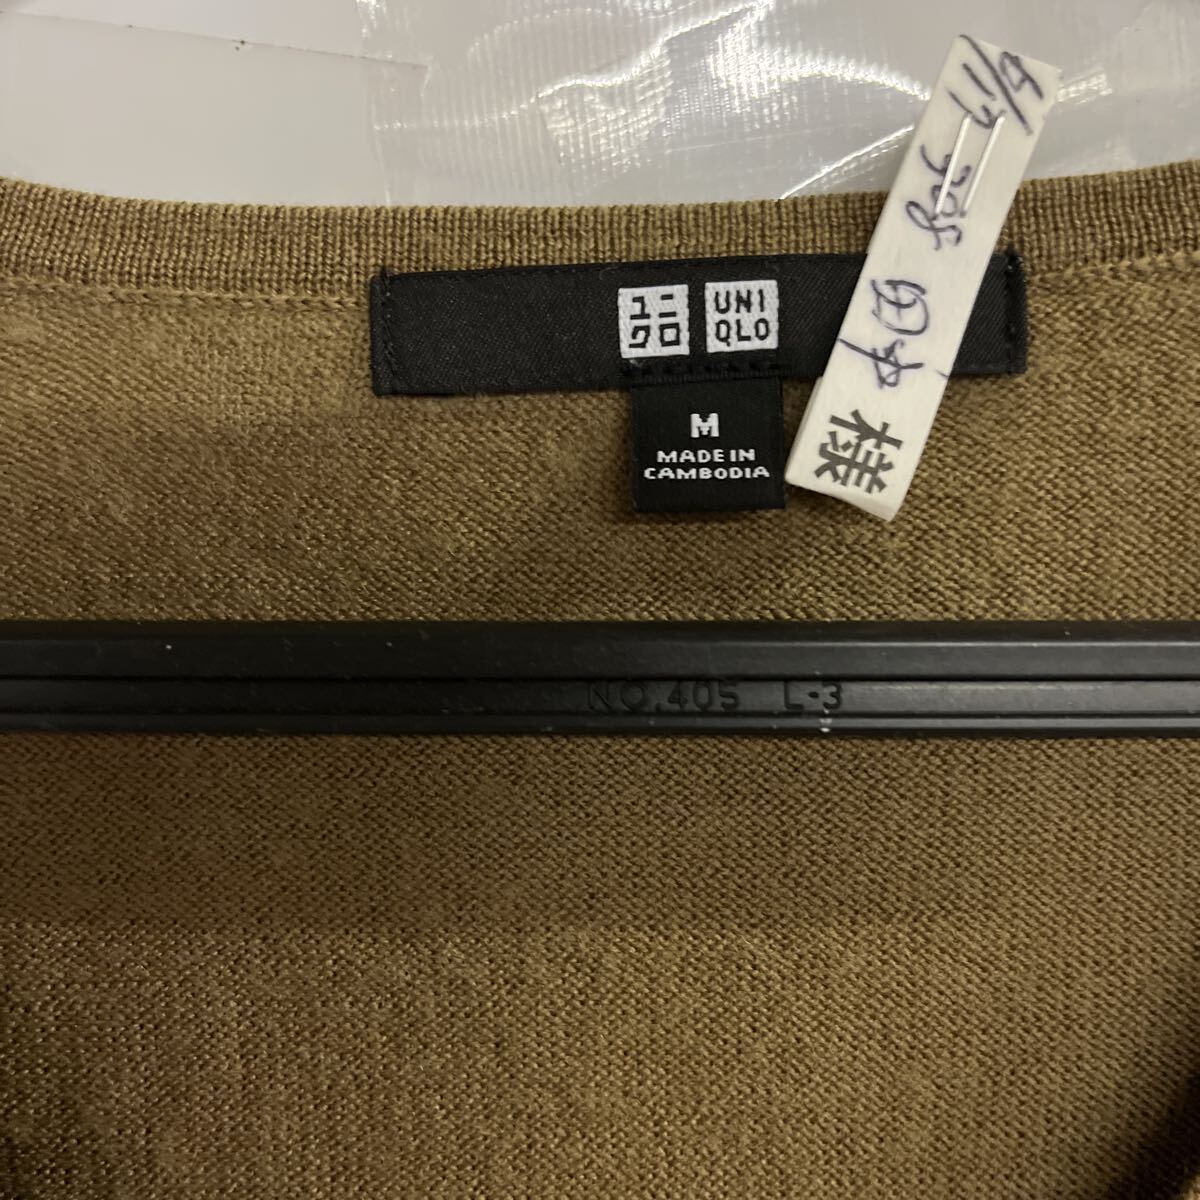 ユニ
クロ
UNI
QLO
M
MADE IN
CAMBODIA
様
NO.405 L-3